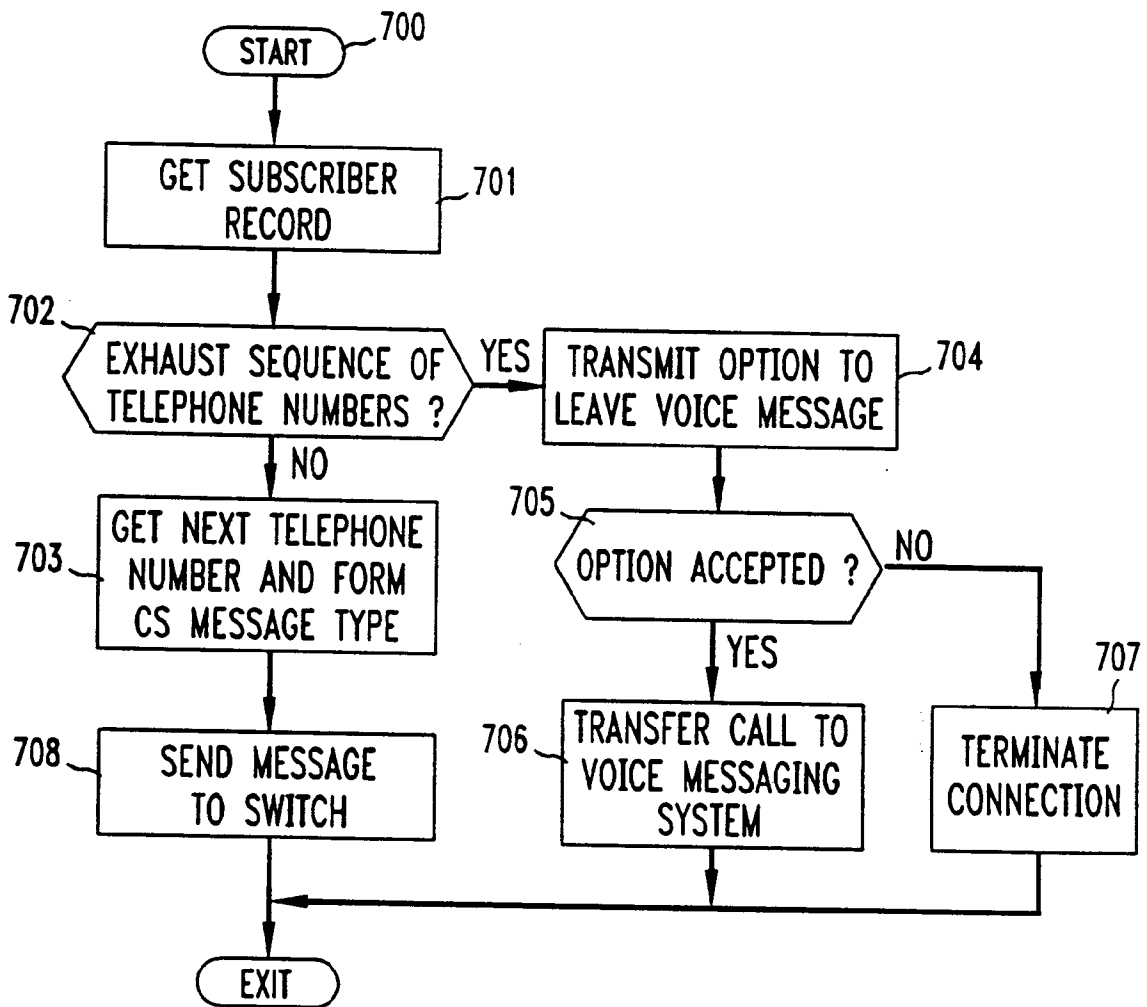 START
700
GET SUBSCRIBER
RECORD
701
702
EXHAUST SEQUENCE OF
TELEPHONE NUMBERS ?
YES
TRANSMIT OPTION TO
LEAVE VOICE MESSAGE
704
NO
703
GET NEXT TELEPHONE
NUMBER AND FORM
CS MESSAGE TYPE
705
OPTION ACCEPTED ?
NO
YES
708
SEND MESSAGE
TO SWITCH
706
TRANSFER CALL TO
VOICE MESSAGING
SYSTEM
707
TERMINATE
CONNECTION
EXIT